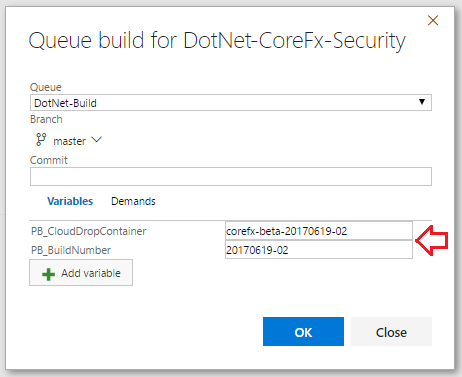 Queue build for DotNet-CoreFx-Security
Queue
DotNet-Build
Branch
master
Commit
Variables Demands
PB_CloudDropContainer corefx-beta-20170619-02
PB_BuildNumber 20170619-02
Add variable
OK Close